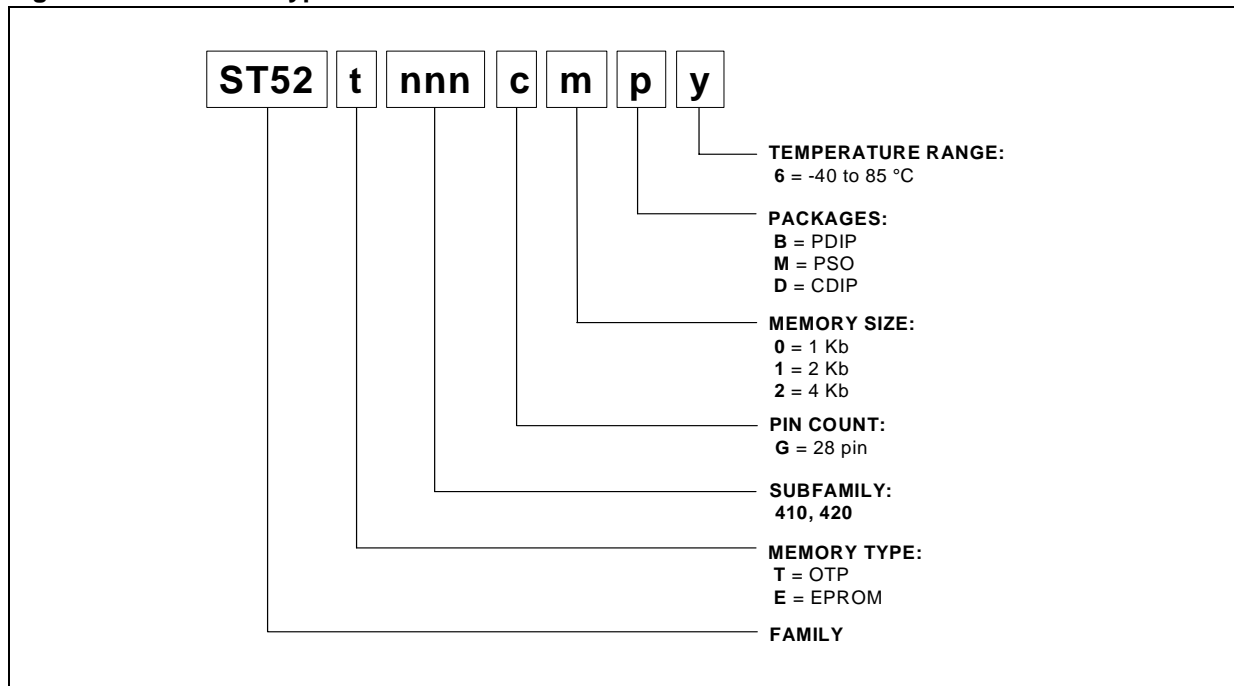 ST52 t nnn c m p y
TEMPERATURE RANGE:
6 = -40 to 85 °C
PACKAGES:
B = PDIP
M = PSO
D = CDIP
MEMORY SIZE:
0 = 1 Kb
1 = 2 Kb
2 = 4 Kb
PIN COUNT:
G = 28 pin
SUBFAMILY:
410, 420
MEMORY TYPE:
T = OTP
E = EPROM
FAMILY